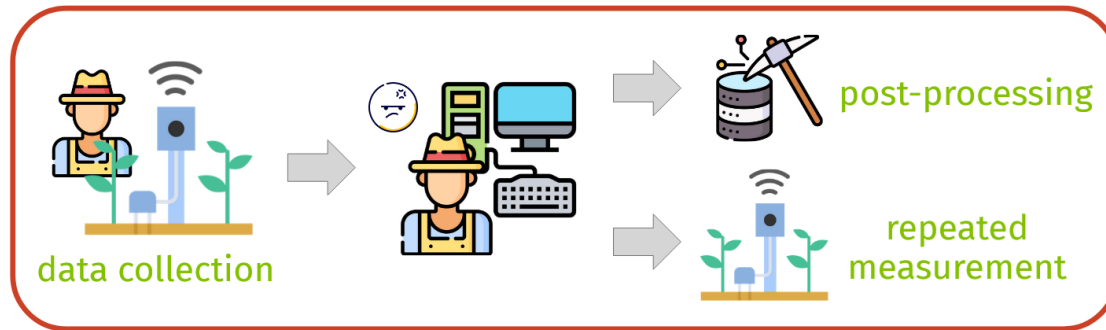 data collection
post-processing
repeated
measurement